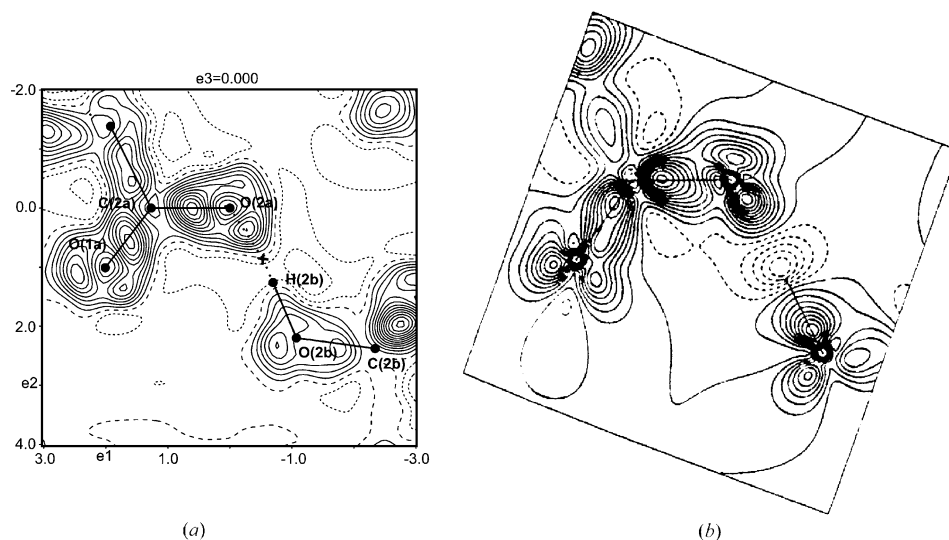 e3=0.000
-2.0
C(2a)
O(2a)
0.0
O(1a)
H(2b)
2.0
O(2b)
C(2b)
e2
4.0
3.0
e1
1.0
-1.0
-3.0
(a)
(b)